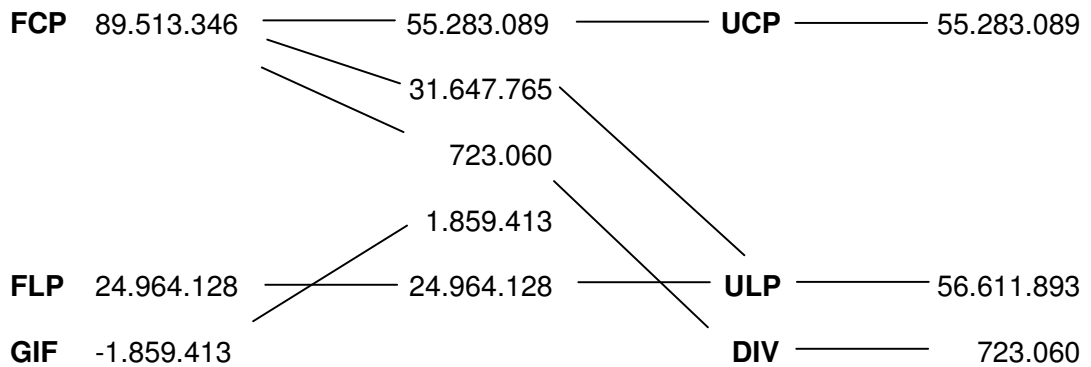 FCP 89.513.346 55.283.089 UCP 55.283.089
31.647.765
723.060
1.859.413
FLP 24.964.128 24.964.128 ULP 56.611.893
GIF -1.859.413 DIV 723.060